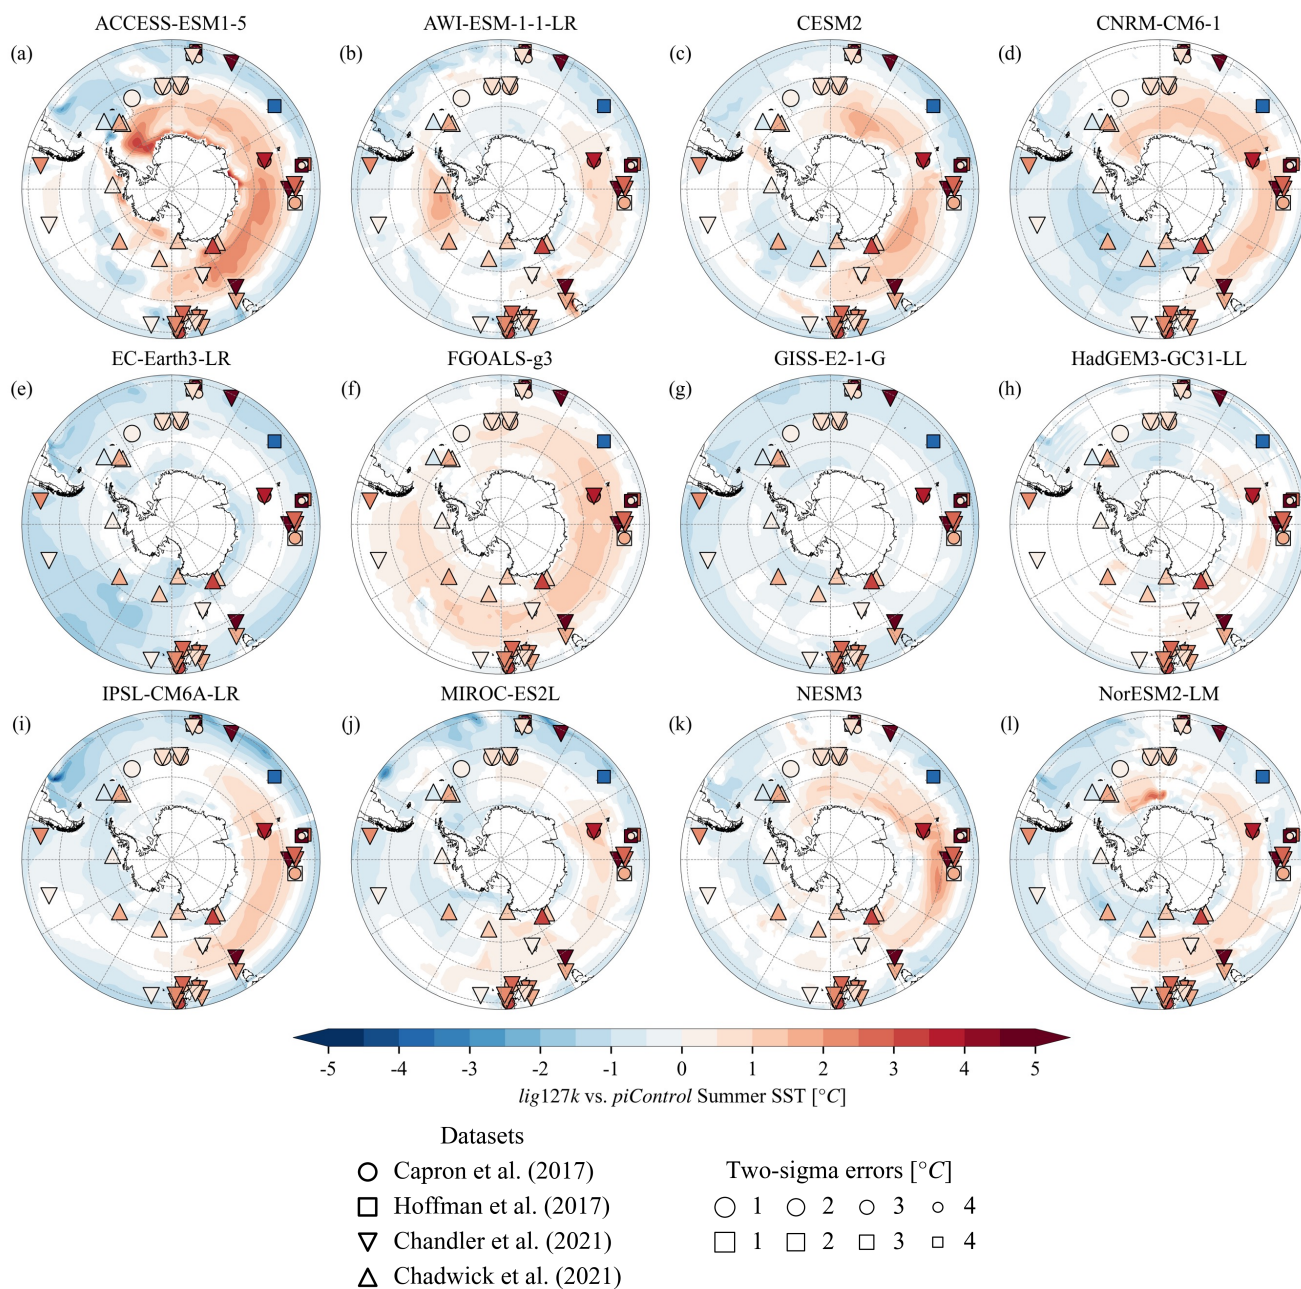 ACCESS-ESM1-5 AWI-ESM-1-1-LR CESM2 CNRM-CM6-1
(a) (b) (c) (d)
EC-Earth3-LR FGOALS-g3 GISS-E2-1-G HadGEM3-GC31-LL
(e) (f) (g) (h)
IPSL-CM6A-LR MIROC-ES2L NESM3 NorESM2-LM
(i) (j) (k) (l)
-5 -4 -3 -2 -1 0 1 2 3 4 5
lig127k vs. piControl Summer SST [°C]
Datasets
Capron et al. (2017)
Hoffman et al. (2017)
Chandler et al. (2021)
Chadwick et al. (2021)
Two-sigma errors [°C]
1 2 3 4
1 2 3 4